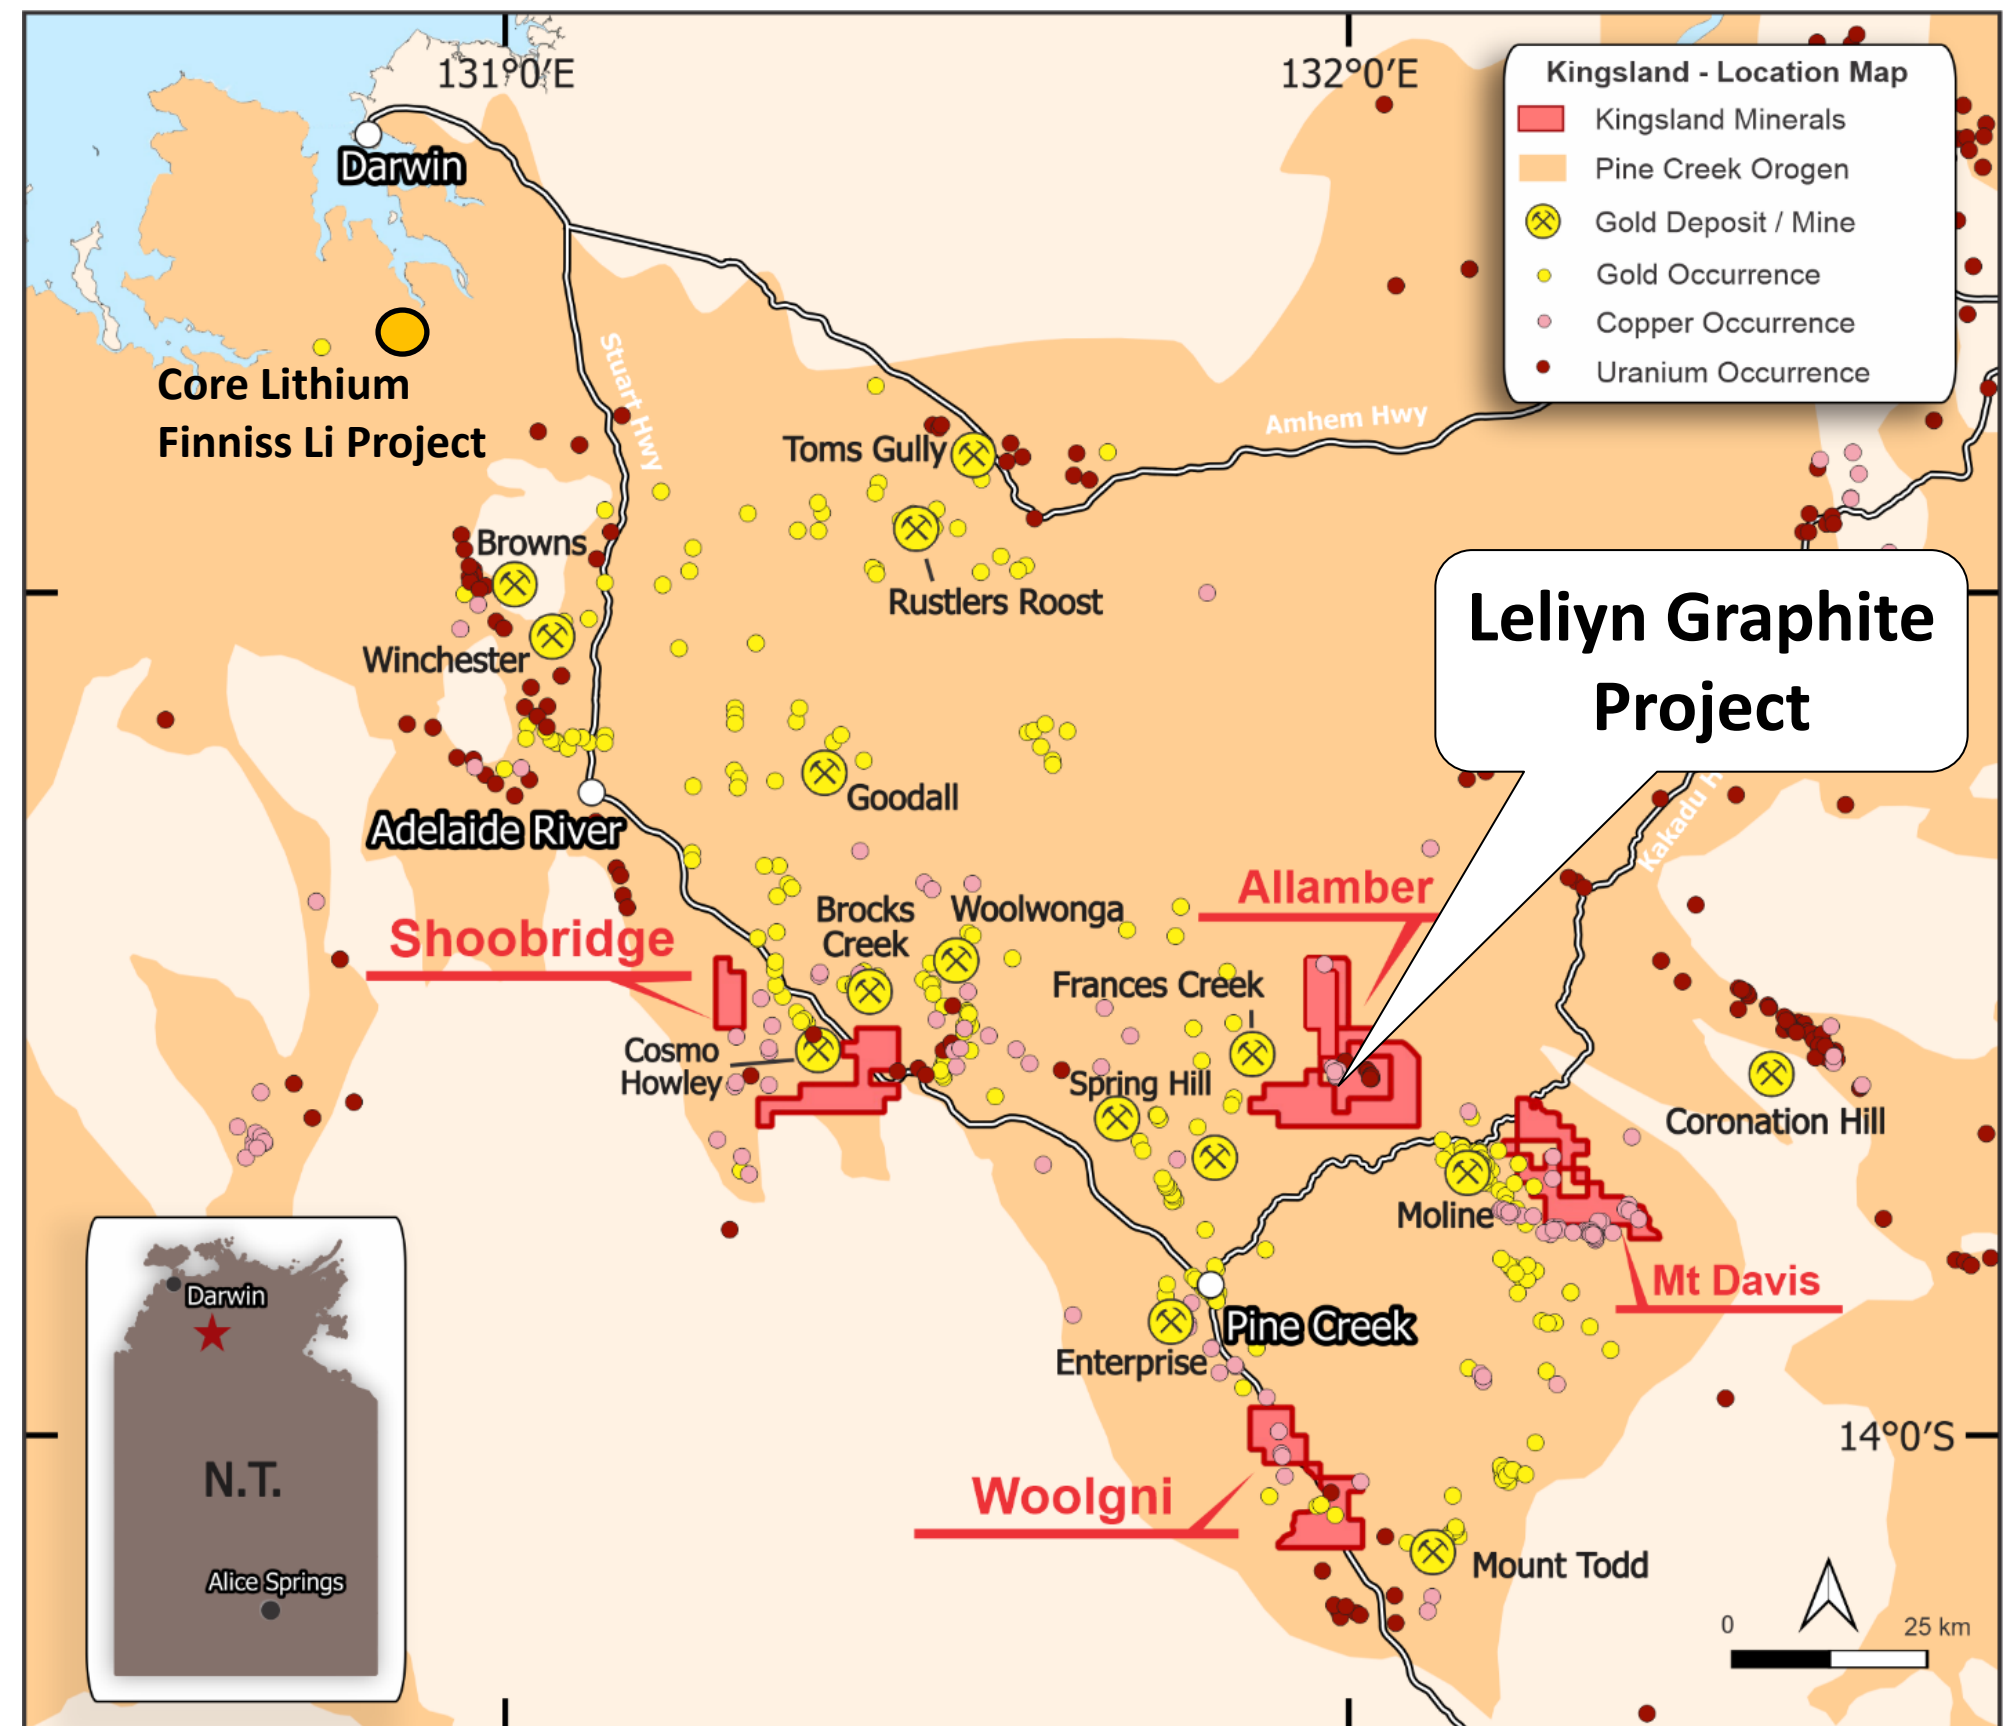 131°0'E
132°0'E
Kingsland - Location Map
Kingsland Minerals
Pine Creek Orogen
Gold Deposit / Mine
Gold Occurrence
Copper Occurrence
Uranium Occurrence
Darwin
Core Lithium
Finniss Li Project
Stuart Hwy
Amhem Hwy
Toms Gully
Browns
Rustlers Roost
Winchester
Leliyn Graphite
Project
Goodall
Adelaide River
Kakadu H
Allamber
Brocks
Creek
Woolwonga
Shoobridge
Frances Creek
Cosmo
Howley
Spring Hill
Coronation Hill
Moline
Mt Davis
Darwin
Pine Creek
Enterprise
14°0'S
N.T.
Woolgni
Mount Todd
Alice Springs
0
25 km